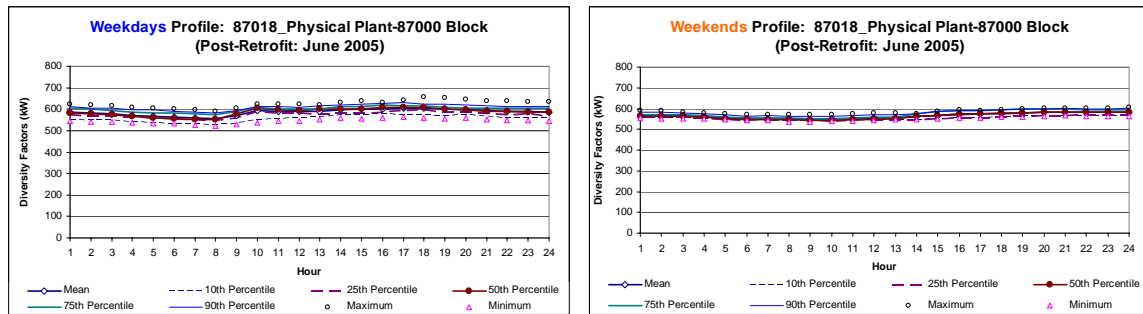 Weekdays Profile: 87018_Physical Plant-87000 Block
(Post-Retrofit: June 2005)
Diversity Factors (kW)
800
700
600
500
400
300
200
100
0
1 2 3 4 5 6 7 8 9 10 11 12 13 14 15 16 17 18 19 20 21 22 23 24
Hour
Mean 10th Percentile 25th Percentile 50th Percentile
75th Percentile 90th Percentile Maximum Minimum
Weekends Profile: 87018_Physical Plant-87000 Block
(Post-Retrofit: June 2005)
Diversity Factors (kW)
800
700
600
500
400
300
200
100
0
1 2 3 4 5 6 7 8 9 10 11 12 13 14 15 16 17 18 19 20 21 22 23 24
Hour
Mean 10th Percentile 25th Percentile 50th Percentile
75th Percentile 90th Percentile Maximum Minimum